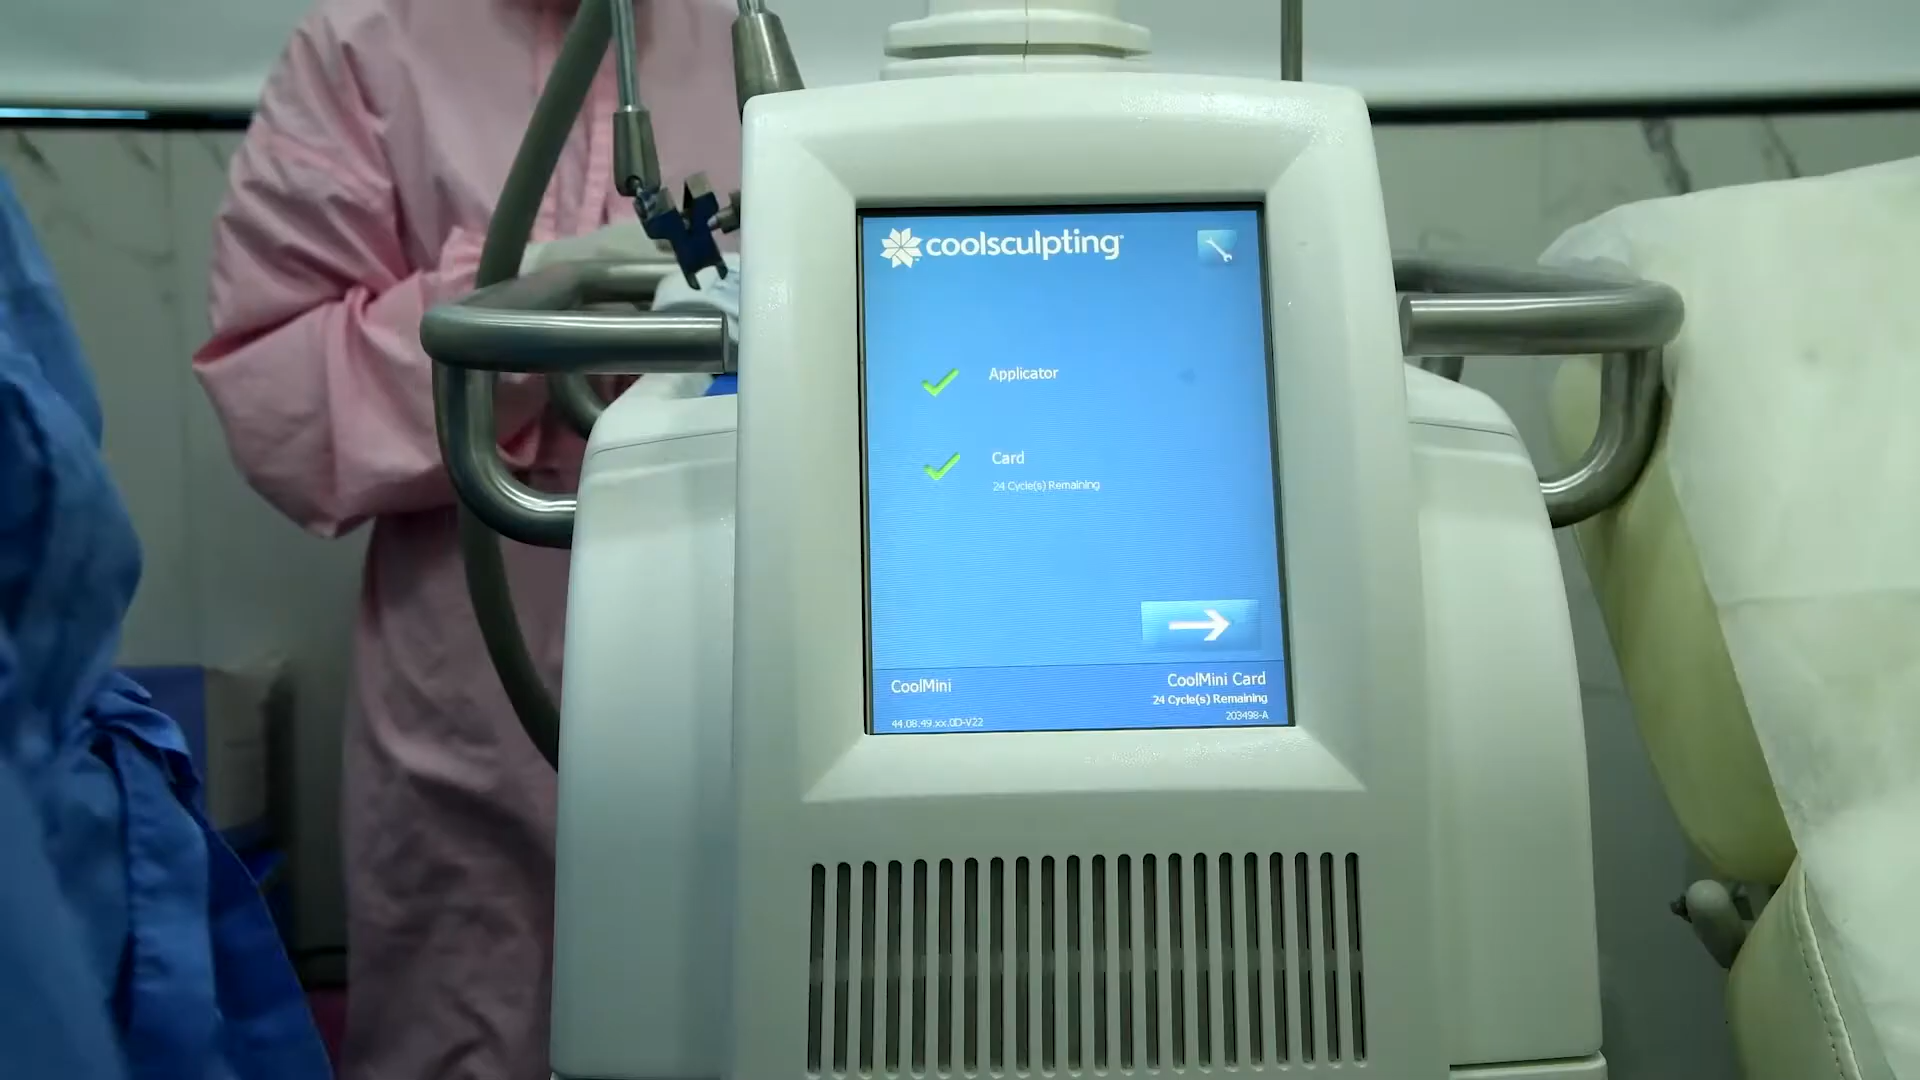 coolsculpting
Applicator
Card
24 Cycle(s) Remaining
CoolMini
CoolMini Card
24 Cycle(s) Remaining
44.08.49.xx.0D-V22
203498-A